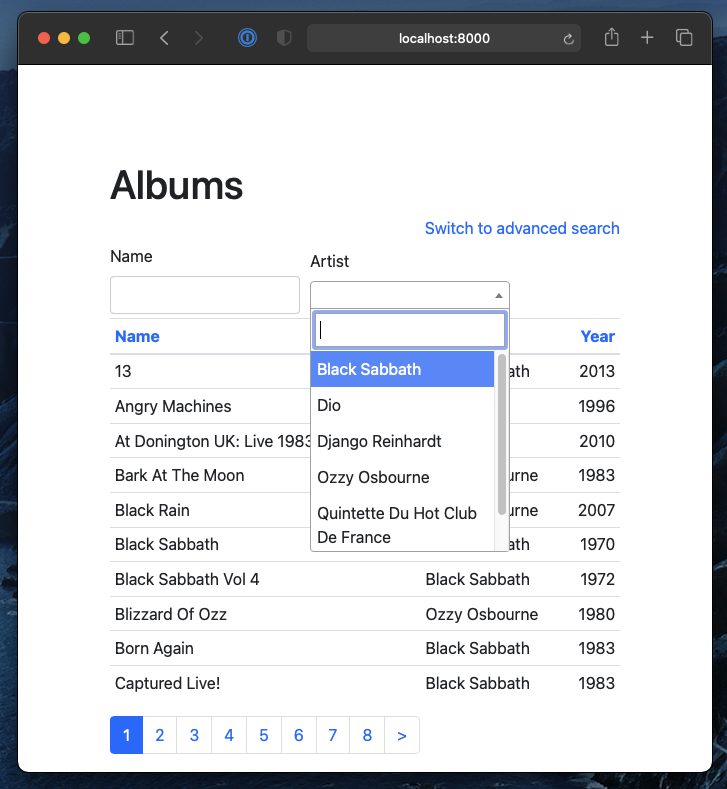 localhost:8000
Albums
Switch to advanced search
Name
Artist
Name Year
Black Sabbath
Dio
Django Reinhardt
Ozzy Osbourne
Quintette Du Hot Club
De France
13 ath 2013
Angry Machines 1996
At Donington UK: Live 1983 2010
Bark At The Moon urne 1983
Black Rain urne 2007
Black Sabbath ath 1970
Black Sabbath Vol 4 Black Sabbath 1972
Blizzard Of Ozz Ozzy Osbourne 1980
Born Again Black Sabbath 1983
Captured Live! Black Sabbath 1983
1 2 3 4 5 6 7 8 >